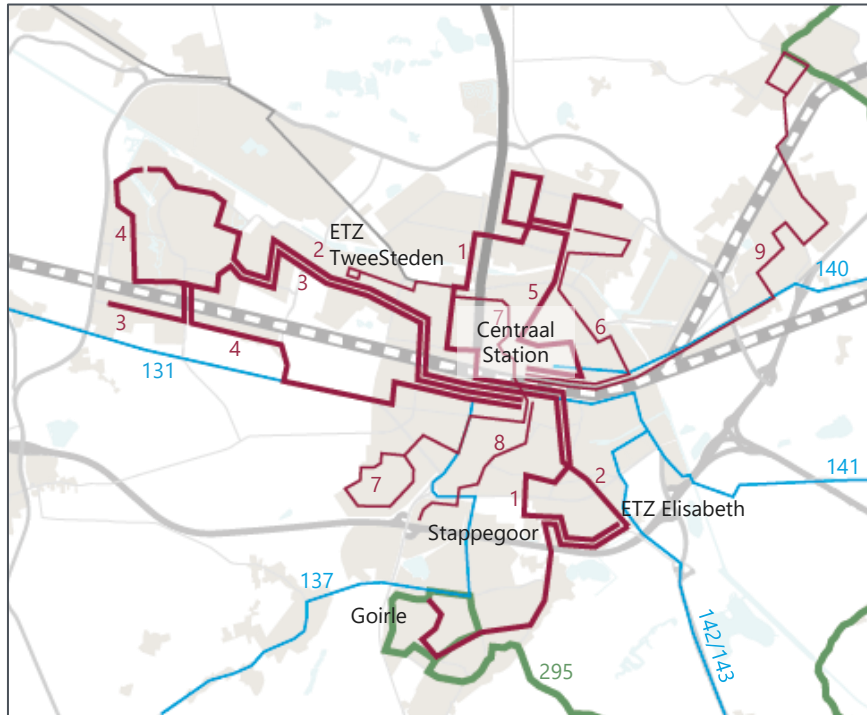 4
2
ETZ
TweeSteden
3
1
9
140
5
7
6
3
Centraal
Station
4
131
8
7
2
141
1
ETZ Elisabeth
Stappegoor
137
Goirle
142/143
295